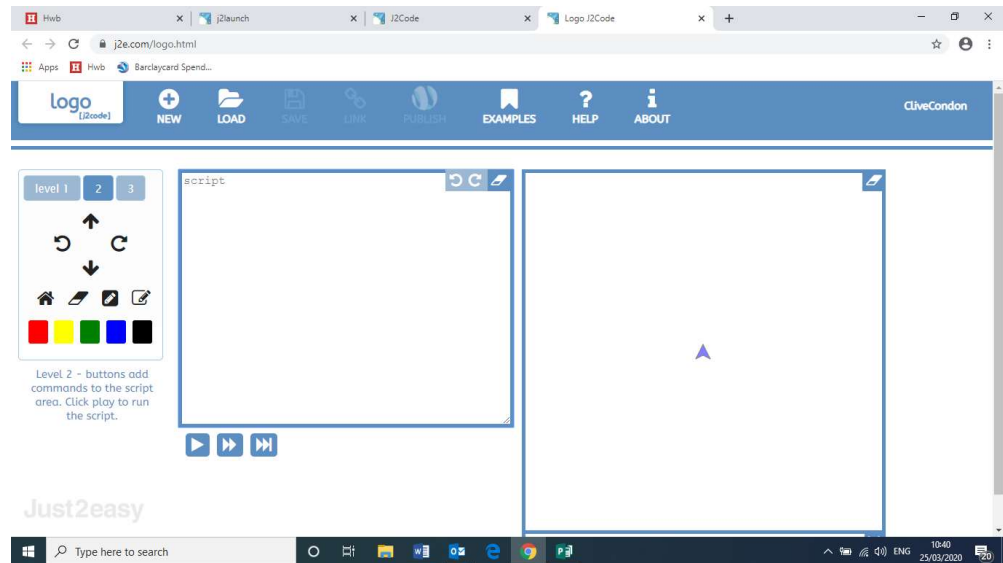 Hwb j2launch J2Code Logo J2Code
j2e.com/logo.html
Apps Hwb Barclaycard Spend...
logo
[j2code]
NEW LOAD SAVE LINK PUBLISH EXAMPLES HELP ABOUT CliveCondon
level 1 2 3
script
Level 2 - buttons add
commands to the script
area. Click play to run
the script.
Just2easy
Type here to search
ENG 10:40
25/03/2020
20